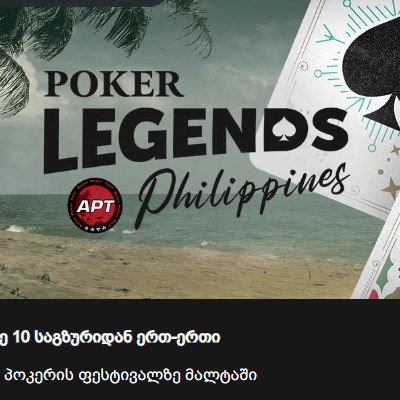 POKER
LEGENDS
Philippines
APT
10 საგზურიდან ერთ-ერთი
პოკერის ფესტივალზე მალტაში